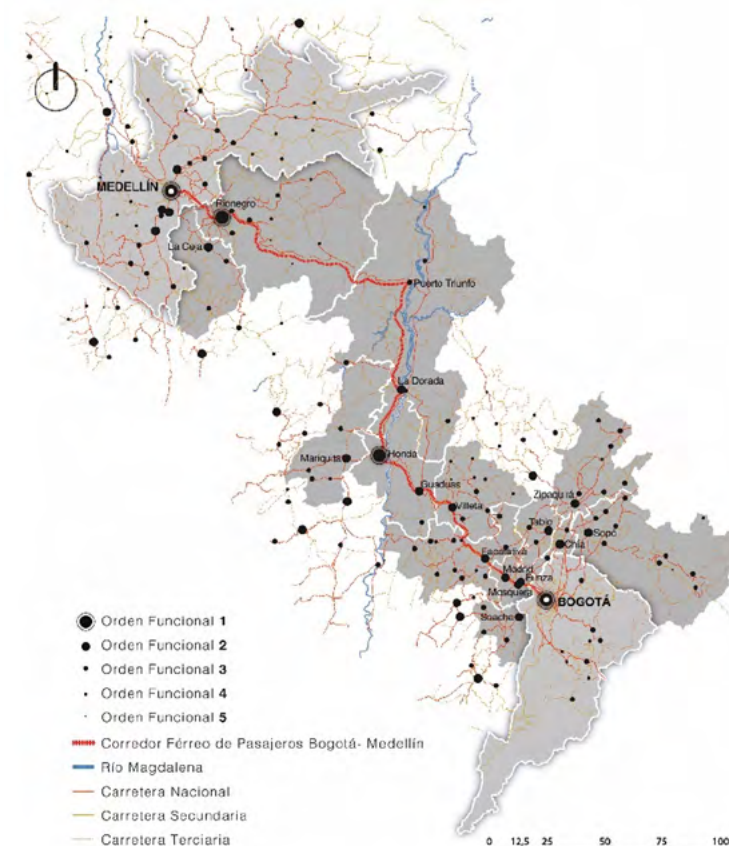 MEDELLÍN
Rionegro
La Ceja
Puerto Triunfo
La Dorada
Mariquita
Honda
Guaduas
Villeta
Zipaquirá
Tabio
Sopó
Chía
Facatativá
Madrid
Funza
Mosquera
BOGOTÁ
Soacha
Orden Funcional 1
Orden Funcional 2
Orden Funcional 3
Orden Funcional 4
Orden Funcional 5
Corredor Férreo de Pasajeros Bogotá- Medellín
Río Magdalena
Carretera Nacional
Carretera Secundaria
Carretera Terciaria
0 12,5 25 50 75 100